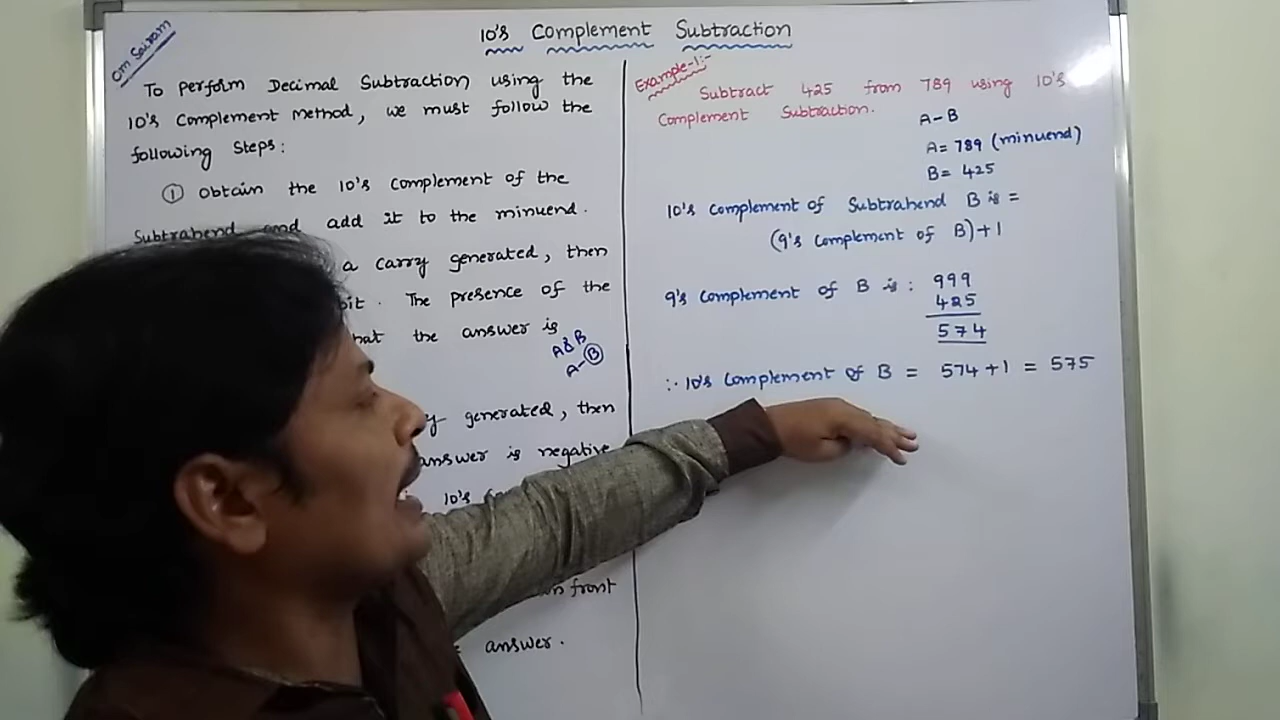 Om Sairam
10's Complement Subtraction
To perform Decimal Subtraction using the
10's Complement Method, we must follow the
following Steps:
① Obtain the 10's complement of the
Subtrahend and add it to the minuend.
a carry generated, then
bit. The presence of the
that the answer is
A & B
A - B
generated, then
answer is negative
10's
in front
answer.
Example-1:-
Subtract 425 from 789 using 10's
Complement Subtraction.
A - B
A = 789 (minuend)
B = 425
10's complement of Subtrahend B is =
(9's complement of B) + 1
9's complement of B is : 999
425
574
∴ 10's complement of B = 574 + 1 = 575